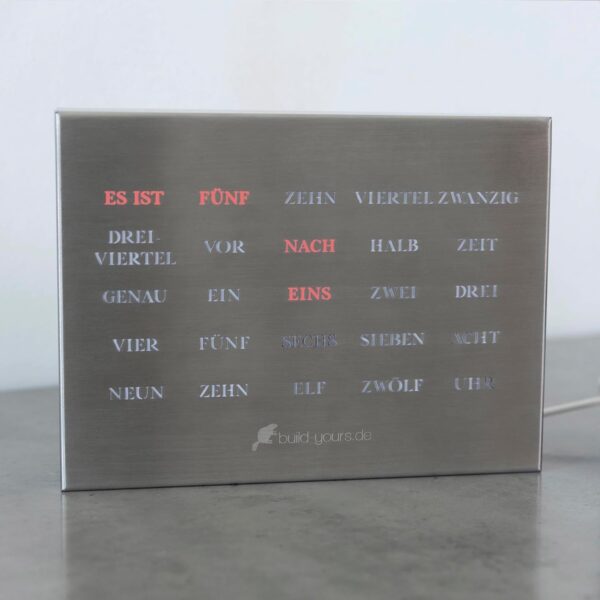 ES IST FÜNF ZEHN VIERTEL ZWANZIG
DREI-
VIERTEL VOR NACH HALB ZEIT
GENAU EIN EINS ZWEI DREI
VIER FÜNF SECHS SIEBEN ACHT
NEUN ZEHN ELF ZWÖLF UHR
build-yours.de